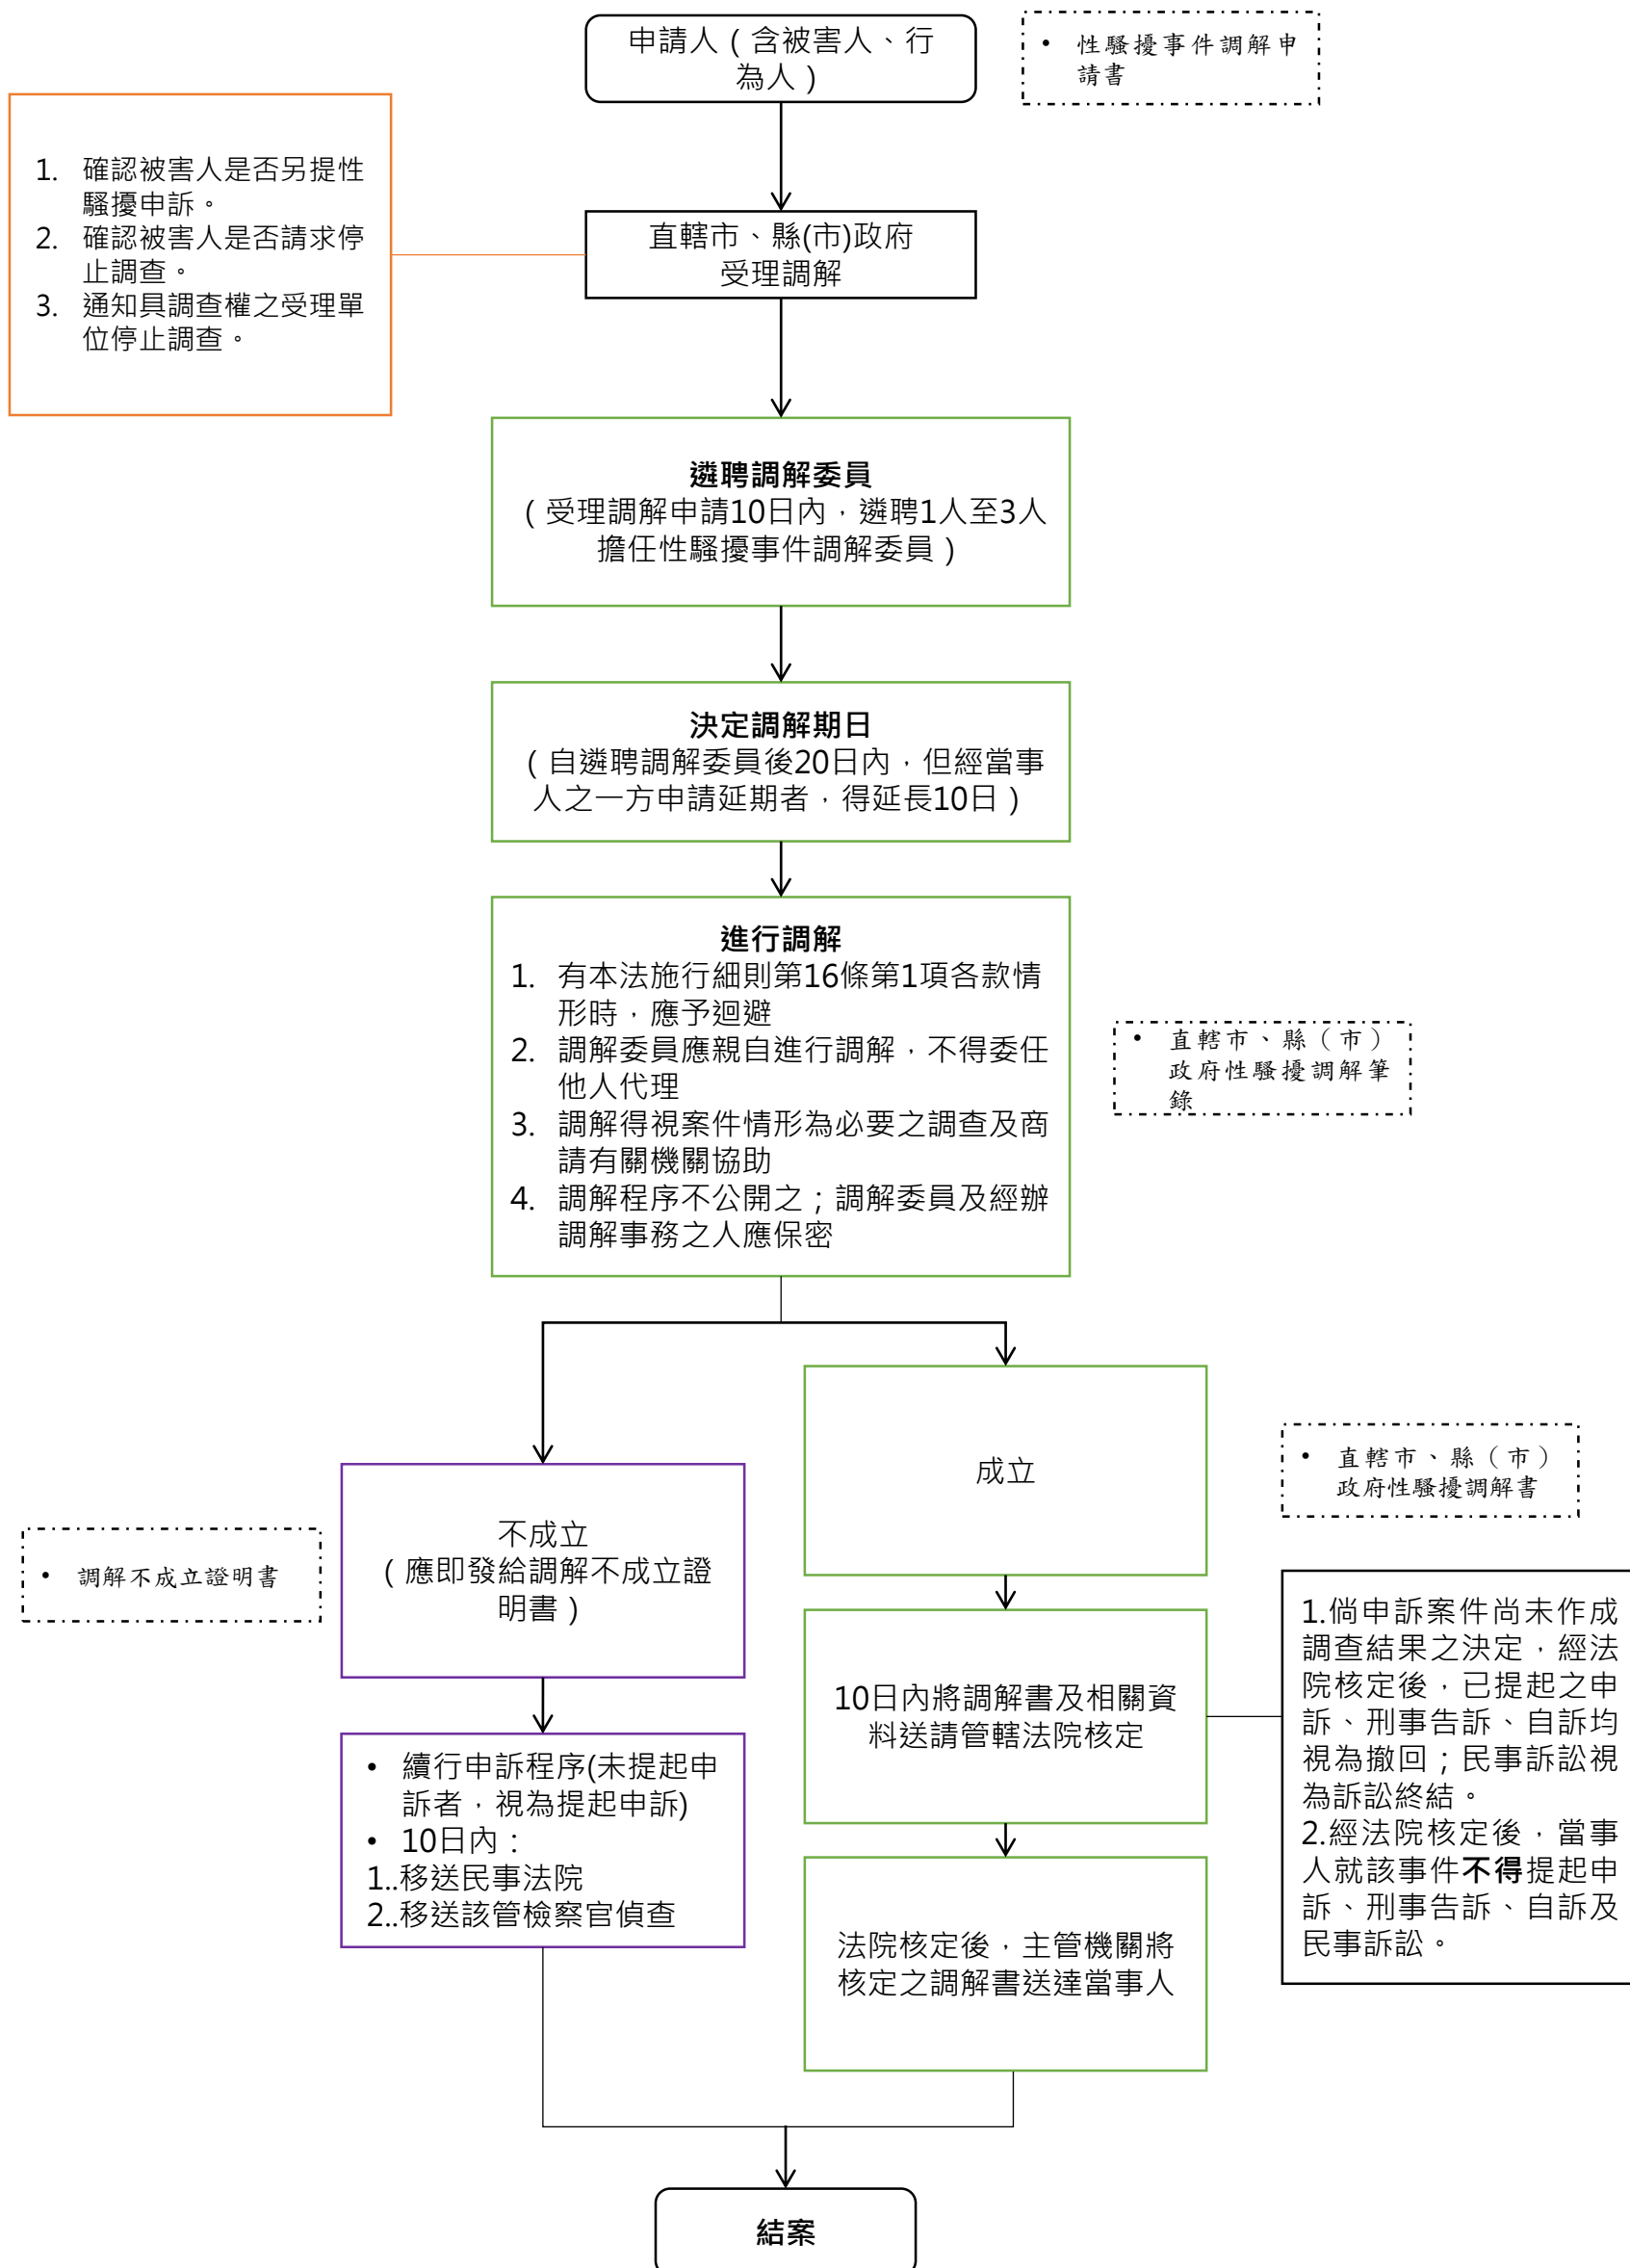 申請人（含被害人、行
為人）
• 性騷擾事件調解申
請書
1. 確認被害人是否另提性
騷擾申訴。
2. 確認被害人是否請求停
止調查。
3. 通知具調查權之受理單
位停止調查。
直轄市、縣(市)政府
受理調解
遴聘調解委員
（受理調解申請10日內，遴聘1人至3人
擔任性騷擾事件調解委員）
決定調解期日
（自遴聘調解委員後20日內，但經當事
人之一方申請延期者，得延長10日）
進行調解
1. 有本法施行細則第16條第1項各款情
形時，應予迴避
2. 調解委員應親自進行調解，不得委任
他人代理
3. 調解得視案件情形為必要之調查及商
請有關機關協助
4. 調解程序不公開之；調解委員及經辦
調解事務之人應保密
• 直轄市、縣（市）
政府性騷擾調解筆
錄
成立
• 直轄市、縣（市）
政府性騷擾調解書
不成立
（應即發給調解不成立證
明書）
• 調解不成立證明書
10日內將調解書及相關資
料送請管轄法院核定
1.倘申訴案件尚未作成
調查結果之決定，經法
院核定後，已提起之申
訴、刑事告訴、自訴均
視為撤回；民事訴訟視
為訴訟終結。
2.經法院核定後，當事
人就該事件不得提起申
訴、刑事告訴、自訴及
民事訴訟。
• 續行申訴程序(未提起申
訴者，視為提起申訴)
• 10日內：
1..移送民事法院
2..移送該管檢察官偵查
法院核定後，主管機關將
核定之調解書送達當事人
結案